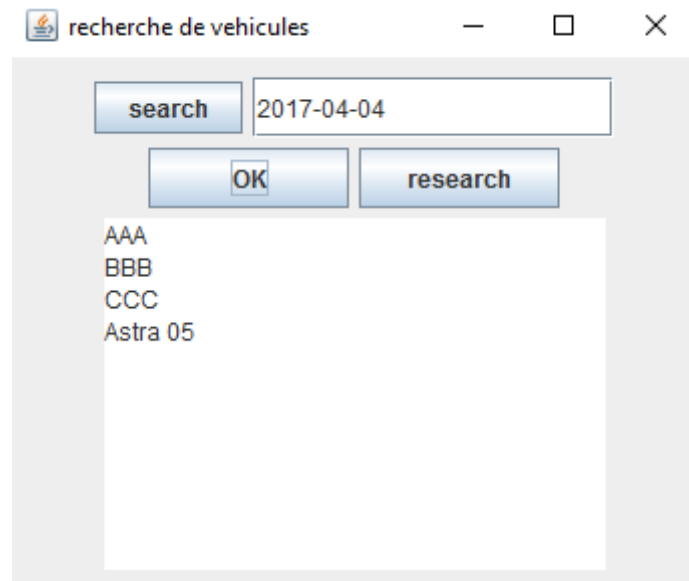 recherche de vehicules
search 2017-04-04
OK research
AAA
BBB
CCC
Astra 05